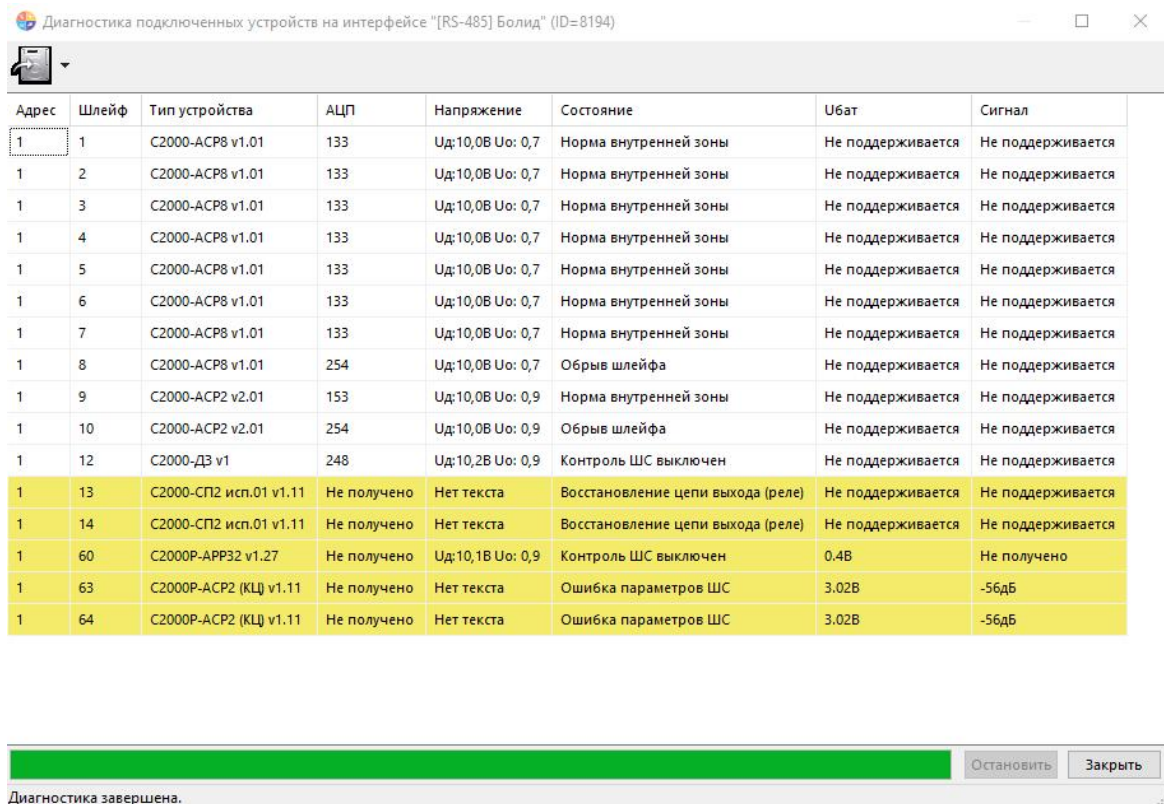 Диагностика подключенных устройств на интерфейсе "[RS-485] Болид" (ID=8194)
Адрес Шлейф Тип устройства АЦП Напряжение Состояние Uбат Сигнал
1 1 С2000-АСР8 v1.01 133 Uд:10,0В Uо: 0,7 Норма внутренней зоны Не поддерживается Не поддерживается
1 2 С2000-АСР8 v1.01 133 Uд:10,0В Uо: 0,7 Норма внутренней зоны Не поддерживается Не поддерживается
1 3 С2000-АСР8 v1.01 133 Uд:10,0В Uо: 0,7 Норма внутренней зоны Не поддерживается Не поддерживается
1 4 С2000-АСР8 v1.01 133 Uд:10,0В Uо: 0,7 Норма внутренней зоны Не поддерживается Не поддерживается
1 5 С2000-АСР8 v1.01 133 Uд:10,0В Uо: 0,7 Норма внутренней зоны Не поддерживается Не поддерживается
1 6 С2000-АСР8 v1.01 133 Uд:10,0В Uо: 0,7 Норма внутренней зоны Не поддерживается Не поддерживается
1 7 С2000-АСР8 v1.01 133 Uд:10,0В Uо: 0,7 Норма внутренней зоны Не поддерживается Не поддерживается
1 8 С2000-АСР8 v1.01 254 Uд:10,0В Uо: 0,7 Обрыв шлейфа Не поддерживается Не поддерживается
1 9 С2000-АСР2 v2.01 153 Uд:10,0В Uо: 0,9 Норма внутренней зоны Не поддерживается Не поддерживается
1 10 С2000-АСР2 v2.01 254 Uд:10,0В Uо: 0,9 Обрыв шлейфа Не поддерживается Не поддерживается
1 12 С2000-ДЗ v1 248 Uд:10,2В Uо: 0,9 Контроль ШС выключен Не поддерживается Не поддерживается
1 13 С2000-СП2 исп.01 v1.11 Не получено Нет текста Восстановление цепи выхода (реле) Не поддерживается Не поддерживается
1 14 С2000-СП2 исп.01 v1.11 Не получено Нет текста Восстановление цепи выхода (реле) Не поддерживается Не поддерживается
1 60 С2000Р-АРР32 v1.27 Не получено Uд:10,1В Uо: 0,9 Контроль ШС выключен 0.4В Не получено
1 63 С2000Р-АСР2 (КЦ) v1.11 Не получено Нет текста Ошибка параметров ШС 3.02В -56дБ
1 64 С2000Р-АСР2 (КЦ) v1.11 Не получено Нет текста Ошибка параметров ШС 3.02В -56дБ
Остановить Закрыть
Диагностика завершена.